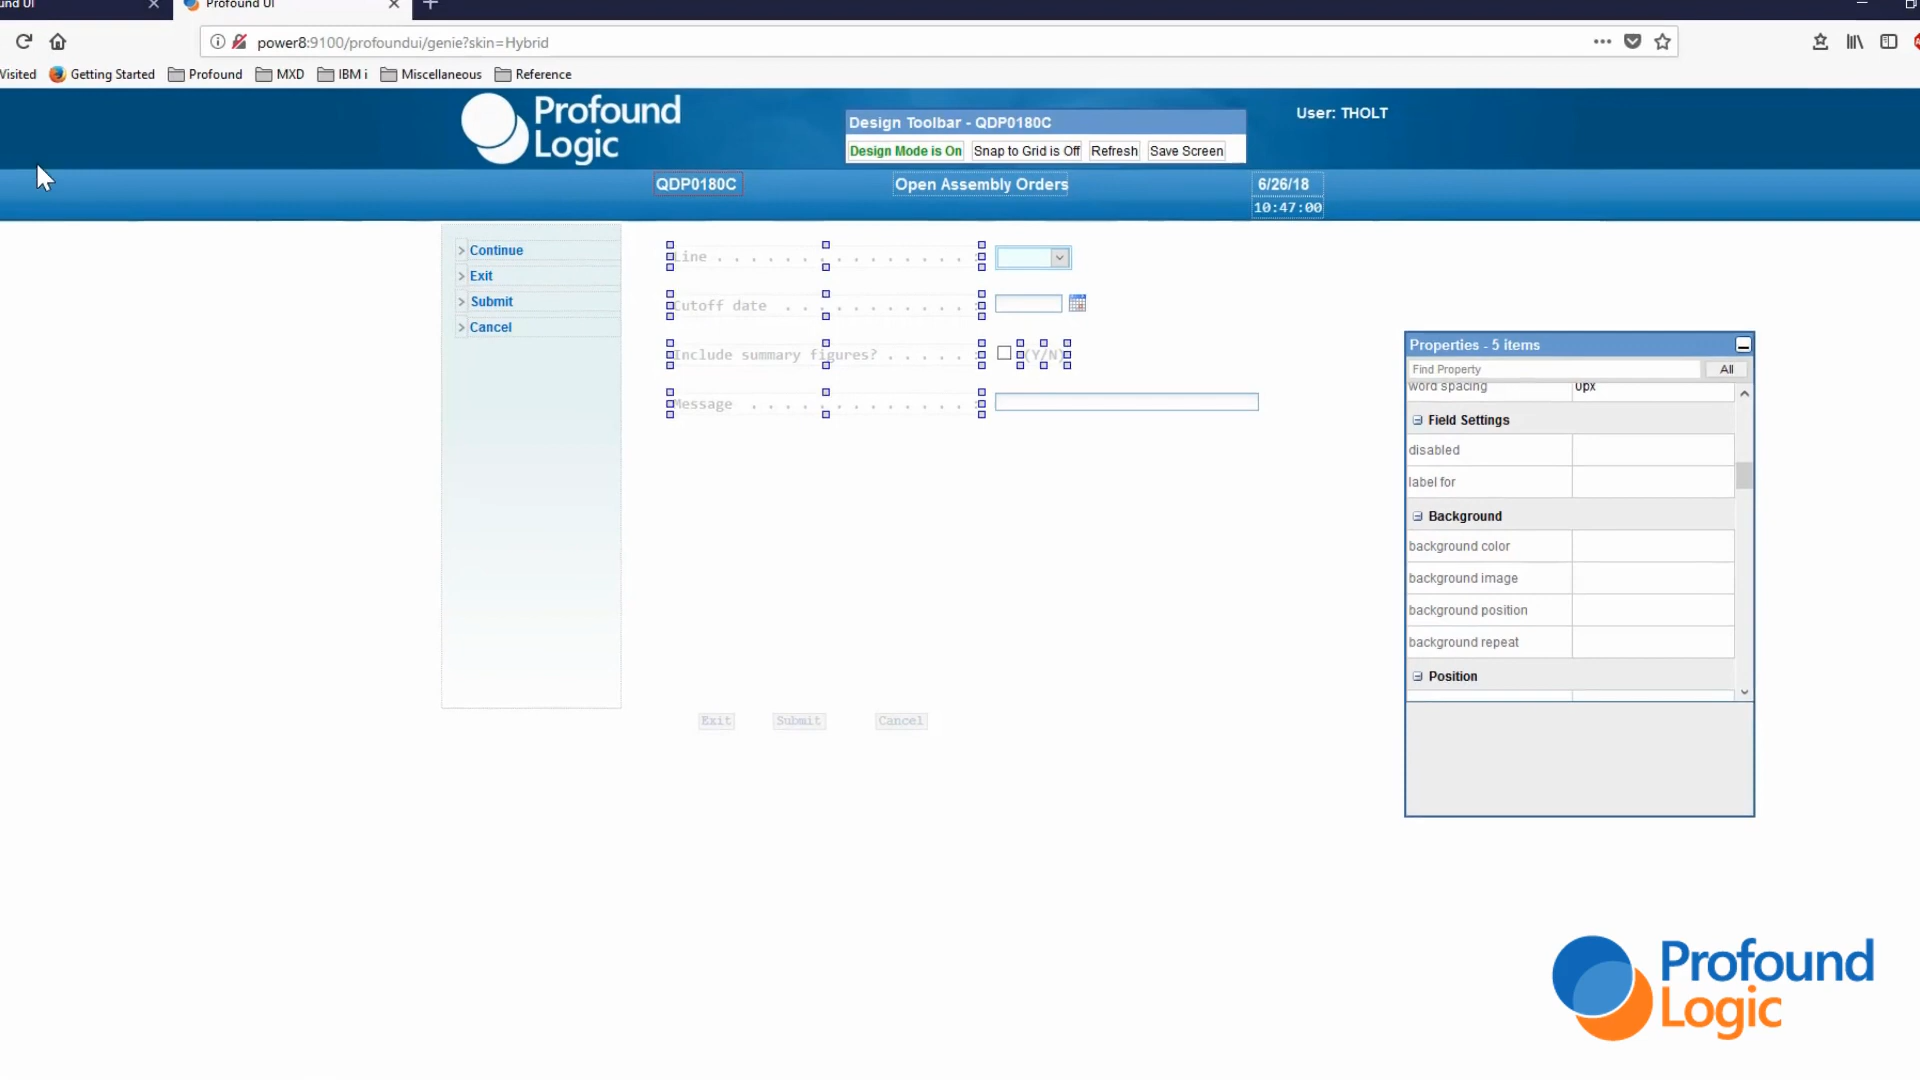 und UI
Profound UI
power8:9100/profoundui/genie?skin=Hybrid
Visited Getting Started Profound MXD IBM i Miscellaneous Reference
Profound Logic
Design Toolbar - QDP0180C
Design Mode is On Snap to Grid is Off Refresh Save Screen
User: THOLT
QDP0180C Open Assembly Orders 6/26/18
10:47:00
Continue
Exit
Submit
Cancel
Line . . . . . . . . . . . . . . . :
Cutoff date . . . . . . . . . . . :
Include summary figures? . . . . . : (Y/N)
Message . . . . . . . . . . . . . :
Exit Submit Cancel
Properties - 5 items
Find Property All
word spacing 0px
Field Settings
disabled
label for
Background
background color
background image
background position
background repeat
Position
Profound
Logic